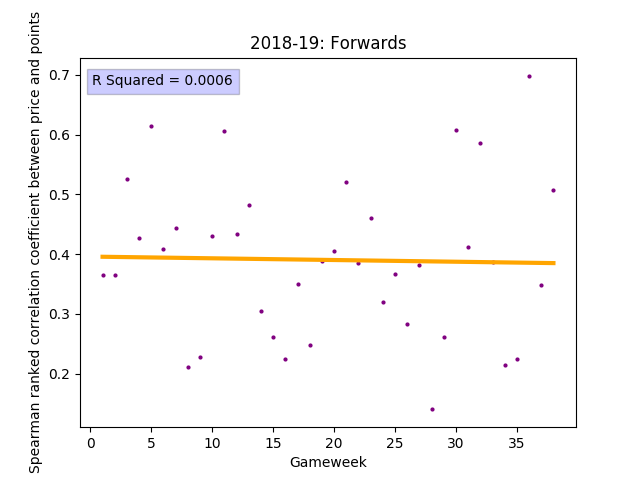 2018-19: Forwards
R Squared = 0.0006
Spearman ranked correlation coefficient between price and points
0.7
0.6
0.5
0.4
0.3
0.2
0 5 10 15 20 25 30 35
Gameweek